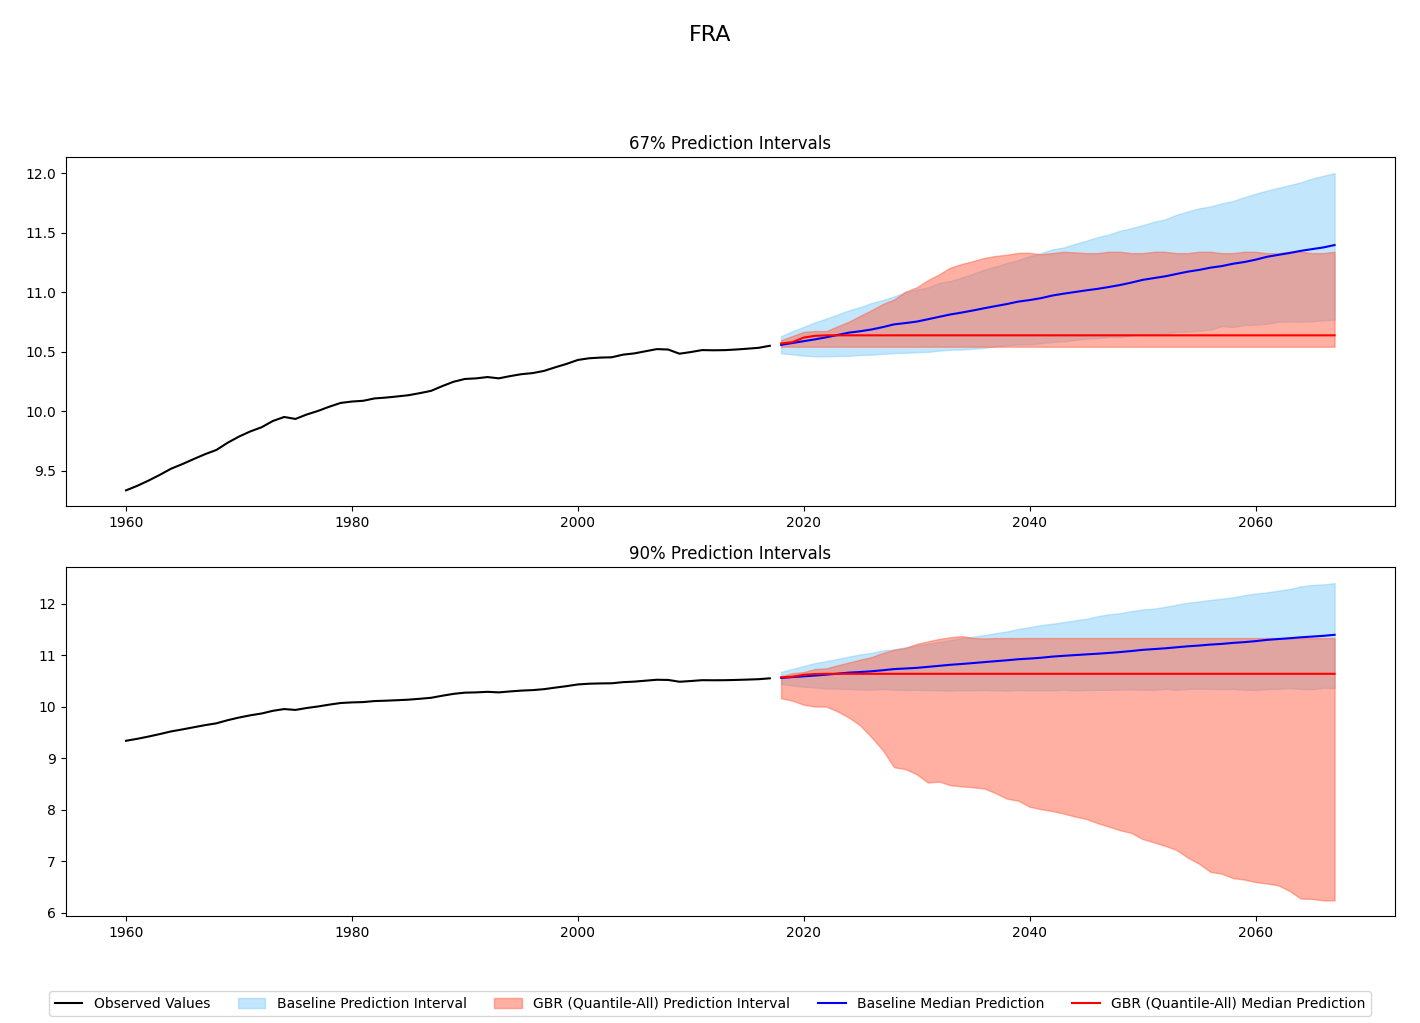 FRA
67% Prediction Intervals
12.0
11.5
11.0
10.5
10.0
9.5
1960 1980 2000 2020 2040 2060
90% Prediction Intervals
12
11
10
9
8
7
6
1960 1980 2000 2020 2040 2060
Observed Values Baseline Prediction Interval GBR (Quantile-All) Prediction Interval Baseline Median Prediction GBR (Quantile-All) Median Prediction